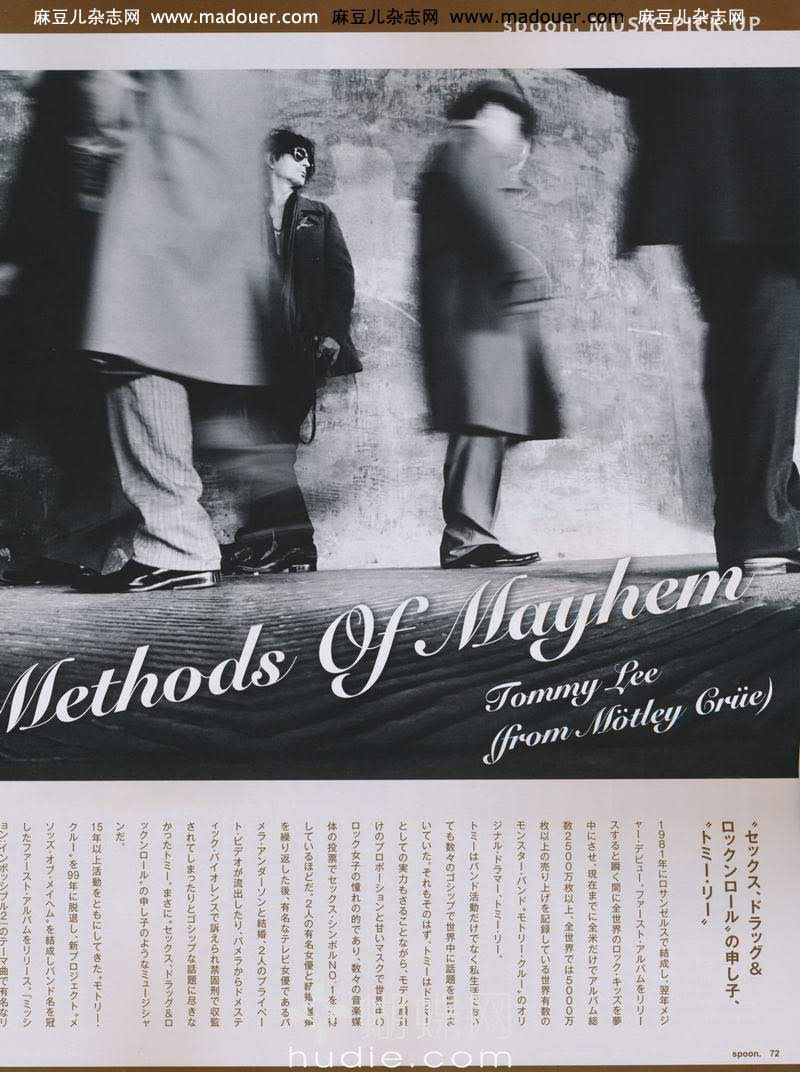 麻豆儿杂志网 www.madouer.com 麻豆儿杂志网 www.madouer.com 麻豆儿杂志网
spoon. MUSIC PICK UP
Methods Of Mayhem
Tommy Lee
(from Mötley Crüe)
“セックス、ドラッグ&
ロックンロール”の申し子、
“トミー・リー”
1981年にロサンゼルスで結成し、翌年メジ
ャー・デビュー。ファースト・アルバムをリリー
スすると瞬く間に全世界のロック・キッズを夢
中にさせ、現在までに全米だけでアルバム総
数2500万枚以上、全世界では5000万
枚以上の売り上げを記録している世界有数の
モンスター・バンド、“モトリー・クルー”のオリ
ジナル・ドラマー、トミー・リー。
トミーはバンド活動だけでなく私生活
ても数々のゴシップで世界中に話題を
いていた。それもそのはず、トミーはド
としての実力もさることながら、モデル
けのプロポーションと甘いマスクで世界中の
ロック女子の憧れの的であり、数々の音楽媒
体の投票でセックス・シンボルNO.1を
しているほどだ。2人の有名女優と結婚・
を繰り返した後、有名なテレビ女優であるパ
メラ・アンダーソンと結婚、2人のプライベー
ト・ビデオが流出したり、パメラからドメステ
ィック・バイオレンスで訴えられ禁固刑で収監
されてしまったりとゴシップな話題に尽きな
かったトミー。まさに、“セックス、ドラッグ&ロ
ックンロール”の申し子のようなミュージシャ
ンだ。
15年以上活動をともにしてきた“モトリー・
クルー”を99年に脱退し、新プロジェクト、“メ
ソッズ・オブ・メイヘム”を結成しバンド名を冠
したファースト・アルバムをリリース。『ミッシ
ョン:インポッシブル2』のテーマ曲で有名なリ
蝶网
hudie.com
spoon. 72